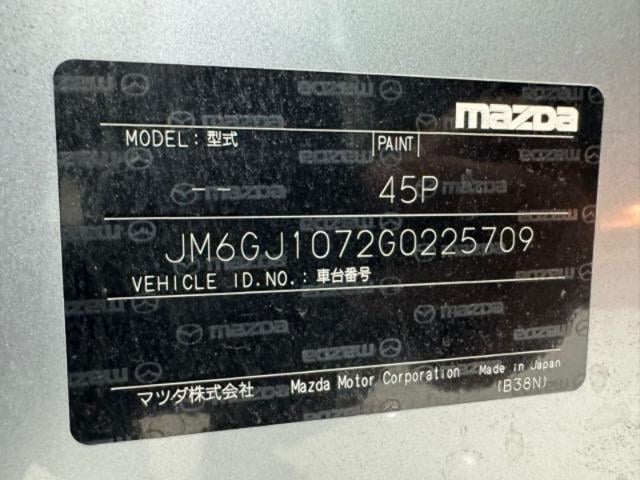 mazda
MODEL: 型式 PAINT
-- 45P
JM6GJ1072G0225709
VEHICLE ID.NO.: 車台番号
マツダ株式会社 Mazda Motor Corporation Made in Japan
(B38N)